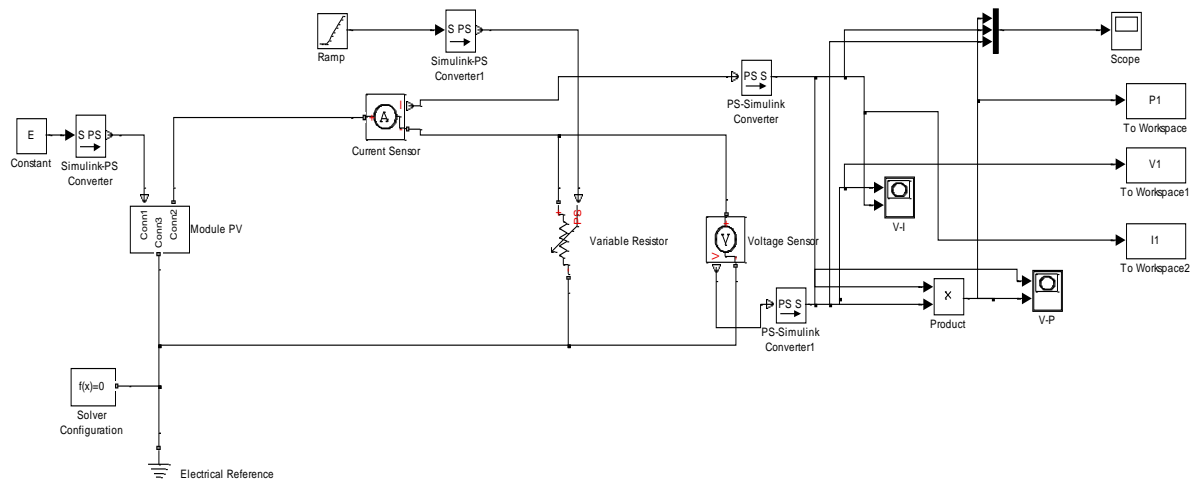 Ramp
S PS
Simulink-PS
Converter1
I
A
+
-
Current Sensor
PS S
PS-Simulink
Converter
Scope
P1
To Workspace
E
Constant
S PS
Simulink-PS
Converter
Conn1
Conn3
Conn2
Module PV
+
PS
-
Variable Resistor
+
V
V
-
Voltage Sensor
V-I
V1
To Workspace1
I1
To Workspace2
PS S
PS-Simulink
Converter1
X
Product
V-P
f(x)=0
Solver
Configuration
Electrical Reference